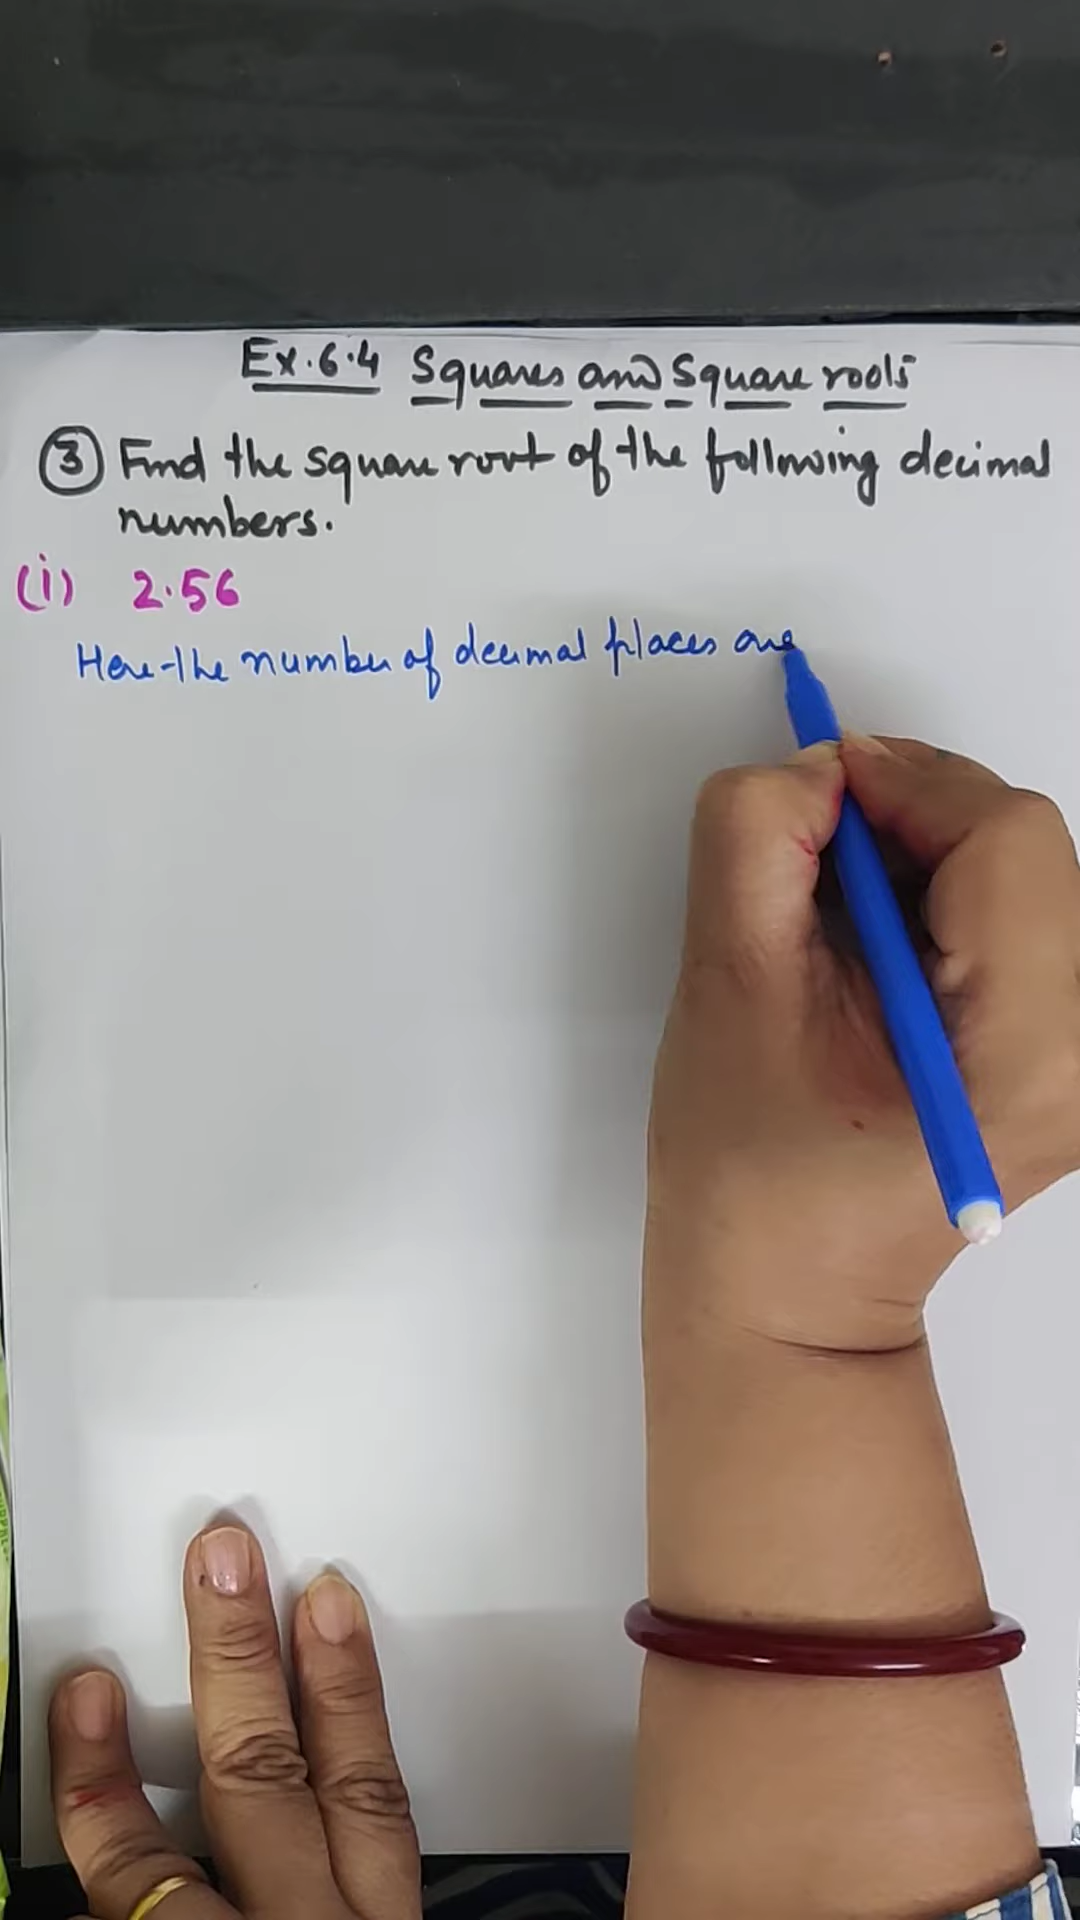 Ex.6.4 Squares and Square roots
③ Find the square root of the following decimal
numbers.
(i) 2.56
Here the number of decimal places are